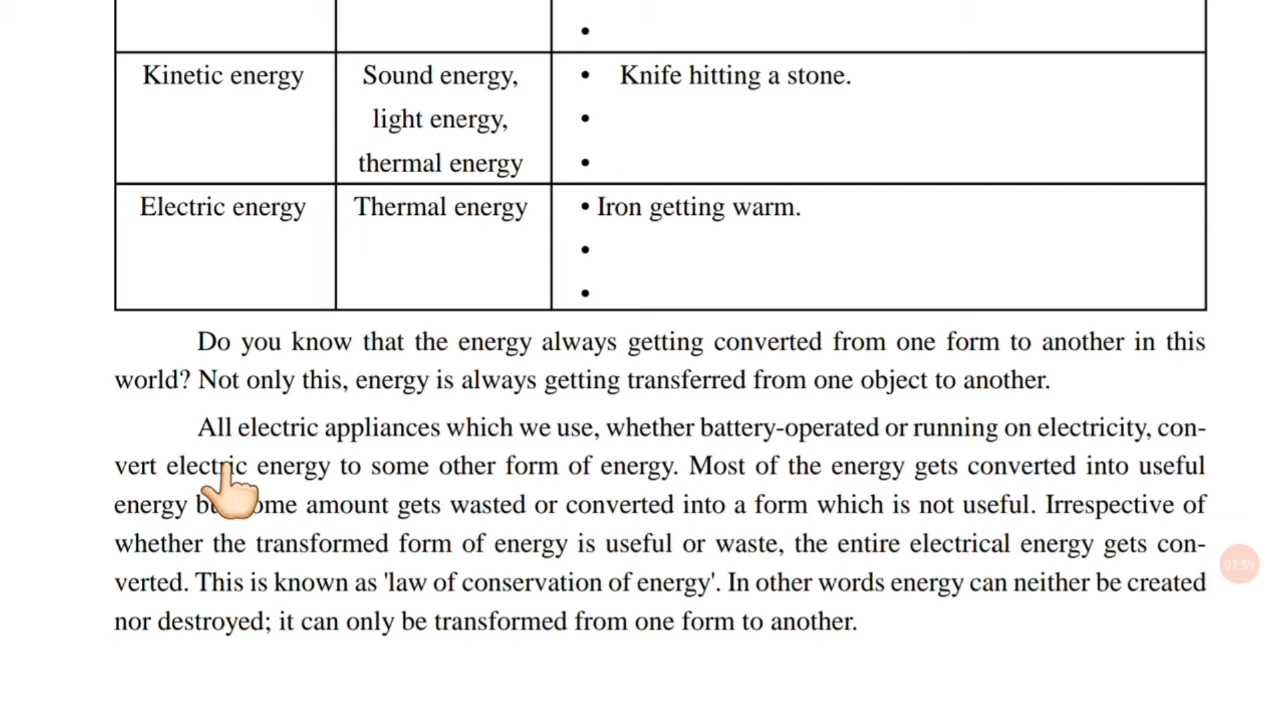 •
Kinetic energy Sound energy, • Knife hitting a stone.
light energy, •
thermal energy •
Electric energy Thermal energy • Iron getting warm.
•
•
Do you know that the energy always getting converted from one form to another in this
world? Not only this, energy is always getting transferred from one object to another.
All electric appliances which we use, whether battery-operated or running on electricity, con-
vert electric energy to some other form of energy. Most of the energy gets converted into useful
energy some amount gets wasted or converted into a form which is not useful. Irrespective of
whether the transformed form of energy is useful or waste, the entire electrical energy gets con-
verted. This is known as 'law of conservation of energy'. In other words energy can neither be created
nor destroyed; it can only be transformed from one form to another.
07:59